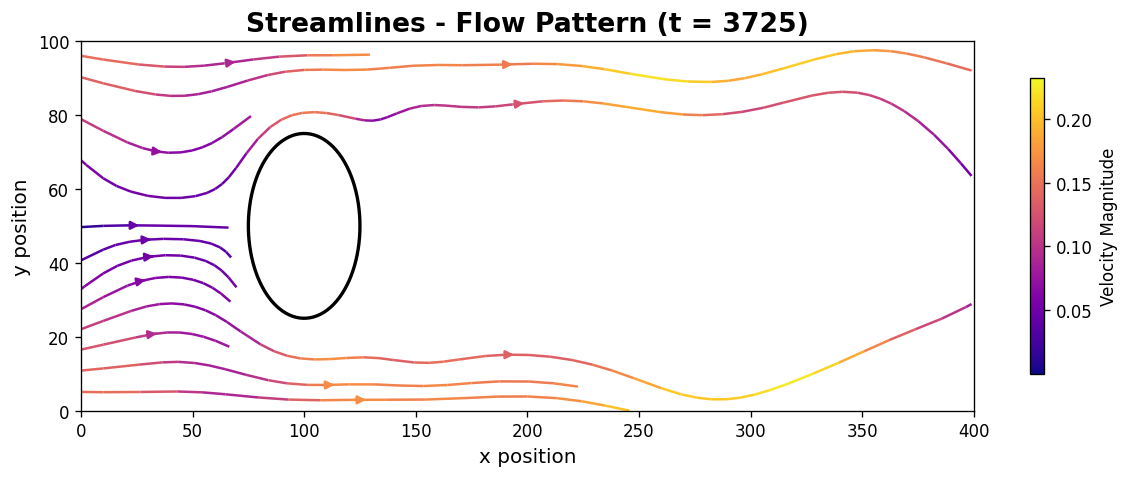 Streamlines - Flow Pattern (t = 3725)
100
80
60
40
20
0
y position
0 50 100 150 200 250 300 350 400
x position
0.20
0.15
0.10
0.05
Velocity Magnitude